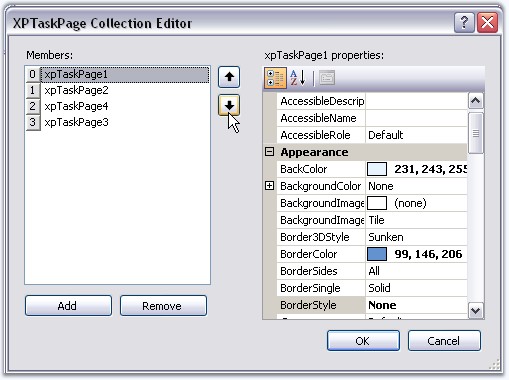 XPTaskPage Collection Editor
Members:
0 xpTaskPage1
1 xpTaskPage2
2 xpTaskPage4
3 xpTaskPage3
Add Remove
xpTaskPage1 properties:
AccessibleDescrip
AccessibleName
AccessibleRole Default
Appearance
BackColor 231, 243, 255
BackgroundColor None
BackgroundImage (none)
BackgroundImage Tile
Border3DStyle Sunken
BorderColor 99, 146, 206
BorderSides All
BorderSingle Solid
BorderStyle None
OK Cancel